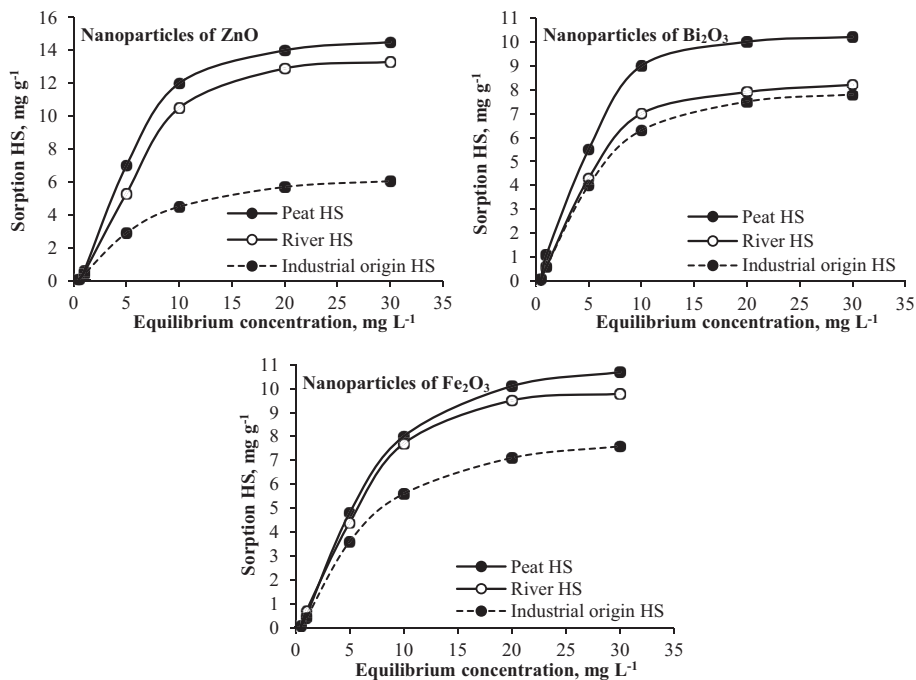 Nanoparticles of ZnO
16
14
12
10
8
6
4
2
0
Sorption HS, mg g⁻¹
Peat HS
River HS
Industrial origin HS
0 5 10 15 20 25 30 35
Equilibrium concentration, mg L⁻¹
Nanoparticles of Bi₂O₃
11
10
9
8
7
6
5
4
3
2
1
0
Sorption HS, mg g⁻¹
Peat HS
River HS
Industrial origin HS
0 5 10 15 20 25 30 35
Equilibrium concentration, mg L⁻¹
Nanoparticles of Fe₂O₃
11
10
9
8
7
6
5
4
3
2
1
0
Sorption HS, mg g⁻¹
Peat HS
River HS
Industrial origin HS
0 5 10 15 20 25 30 35
Equilibrium concentration, mg L⁻¹